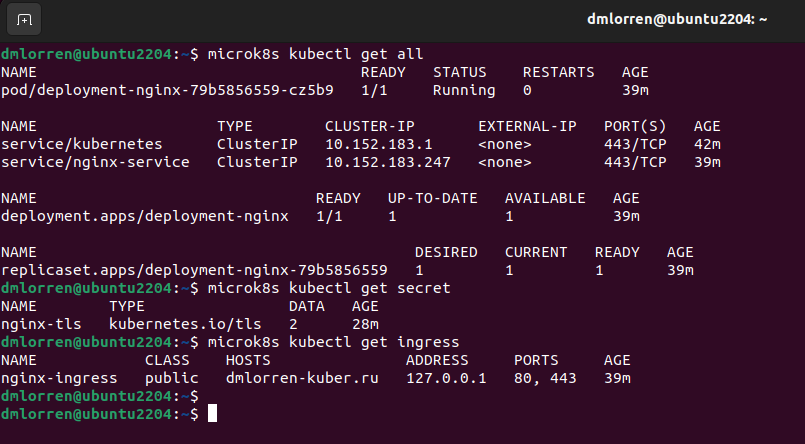 dmlorren@ubuntu2204: ~
dmlorren@ubuntu2204:~$ microk8s kubectl get all
NAME                                    READY   STATUS    RESTARTS   AGE
pod/deployment-nginx-79b5856559-cz5b9   1/1     Running   0          39m

NAME                    TYPE        CLUSTER-IP       EXTERNAL-IP   PORT(S)   AGE
service/kubernetes      ClusterIP   10.152.183.1     <none>        443/TCP   42m
service/nginx-service   ClusterIP   10.152.183.247   <none>        443/TCP   39m

NAME                               READY   UP-TO-DATE   AVAILABLE   AGE
deployment.apps/deployment-nginx   1/1     1            1           39m

NAME                                          DESIRED   CURRENT   READY   AGE
replicaset.apps/deployment-nginx-79b5856559   1         1         1       39m
dmlorren@ubuntu2204:~$ microk8s kubectl get secret
NAME        TYPE                DATA   AGE
nginx-tls   kubernetes.io/tls   2      28m
dmlorren@ubuntu2204:~$ microk8s kubectl get ingress
NAME            CLASS    HOSTS               ADDRESS     PORTS     AGE
nginx-ingress   public   dmlorren-kuber.ru   127.0.0.1   80, 443   39m
dmlorren@ubuntu2204:~$
dmlorren@ubuntu2204:~$